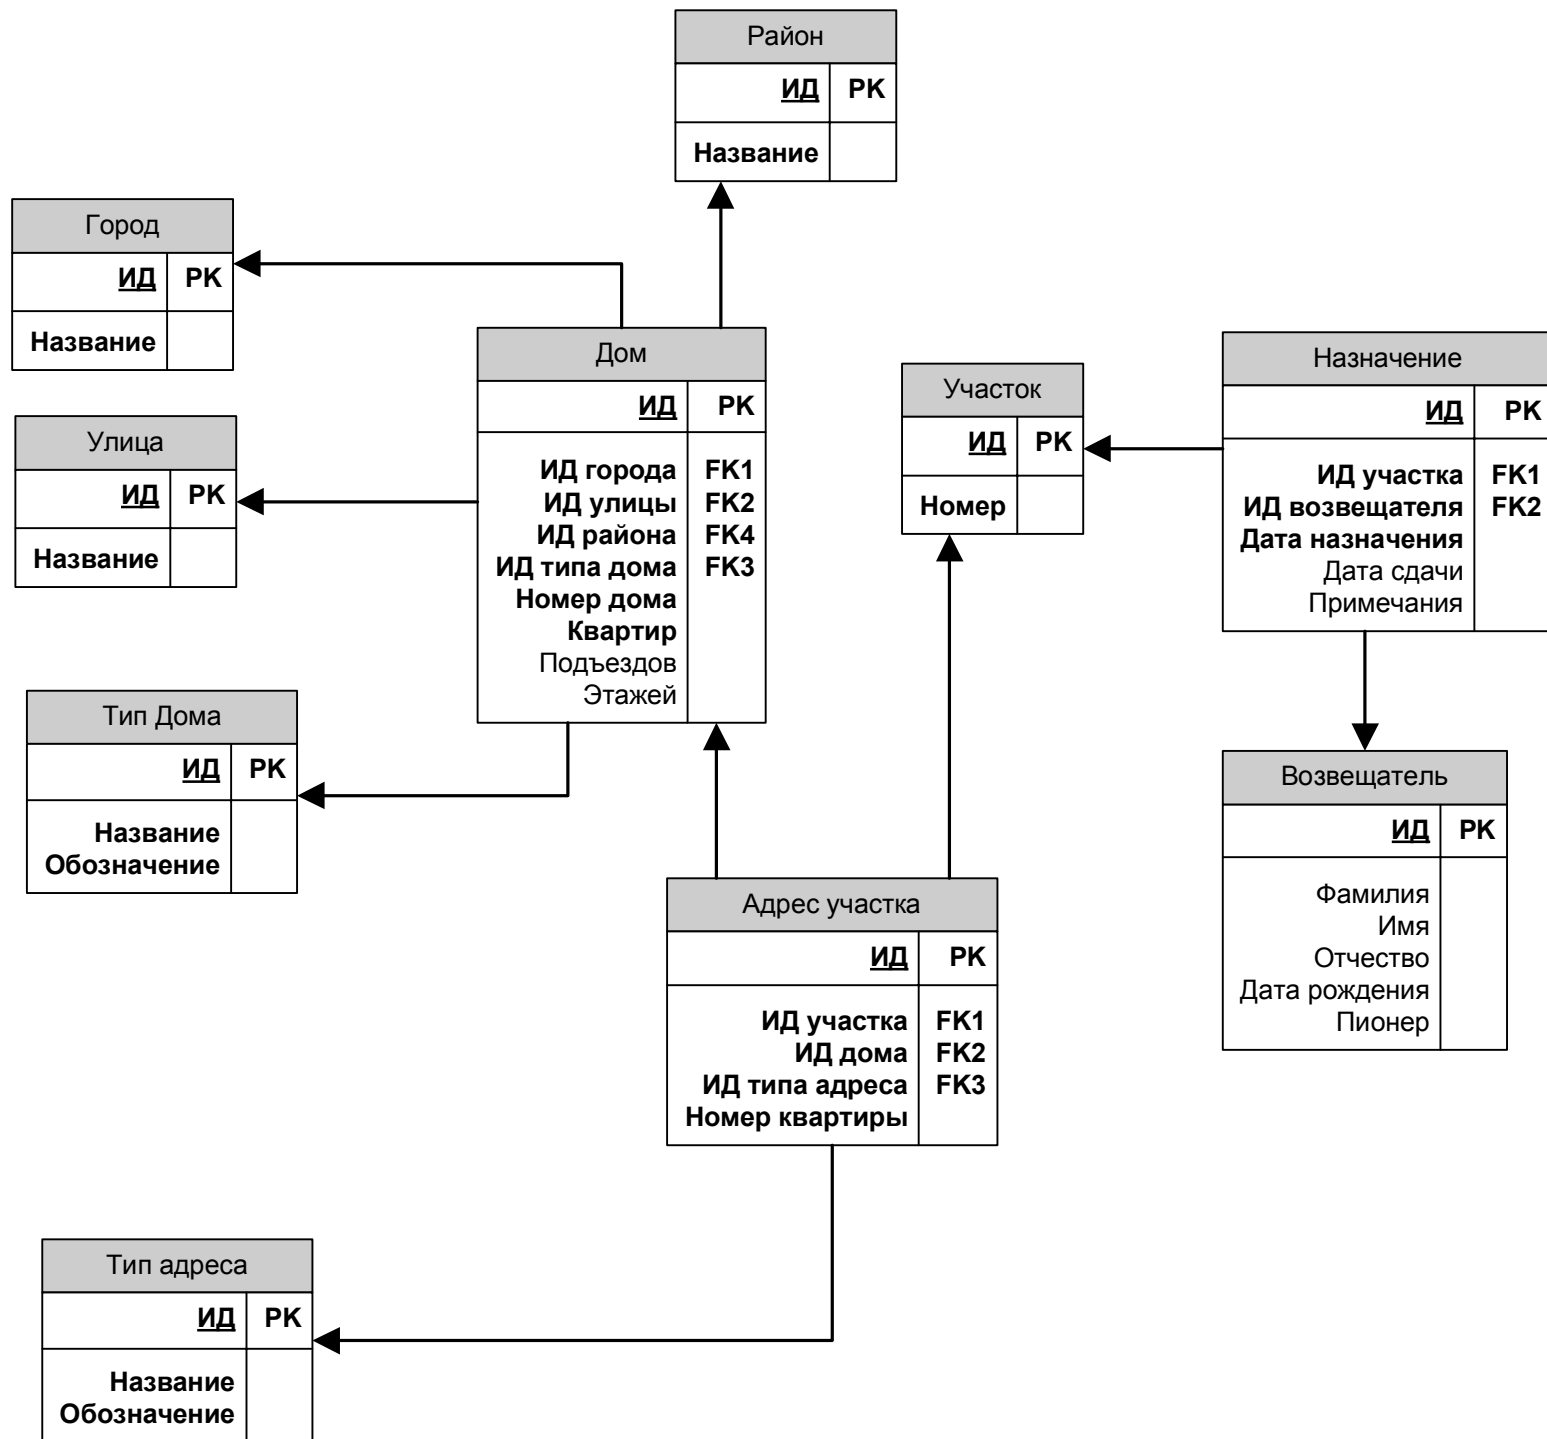 Район
ИД PK
Название
Город
ИД PK
Название
Улица
ИД PK
Название
Дом
ИД PK
ИД города FK1
ИД улицы FK2
ИД района FK4
ИД типа дома FK3
Номер дома
Квартир
Подъездов
Этажей
Участок
ИД PK
Номер
Назначение
ИД PK
ИД участка FK1
ИД возвещателя FK2
Дата назначения
Дата сдачи
Примечания
Тип Дома
ИД PK
Название
Обозначение
Возвещатель
ИД PK
Фамилия
Имя
Отчество
Дата рождения
Пионер
Адрес участка
ИД PK
ИД участка FK1
ИД дома FK2
ИД типа адреса FK3
Номер квартиры
Тип адреса
ИД PK
Название
Обозначение